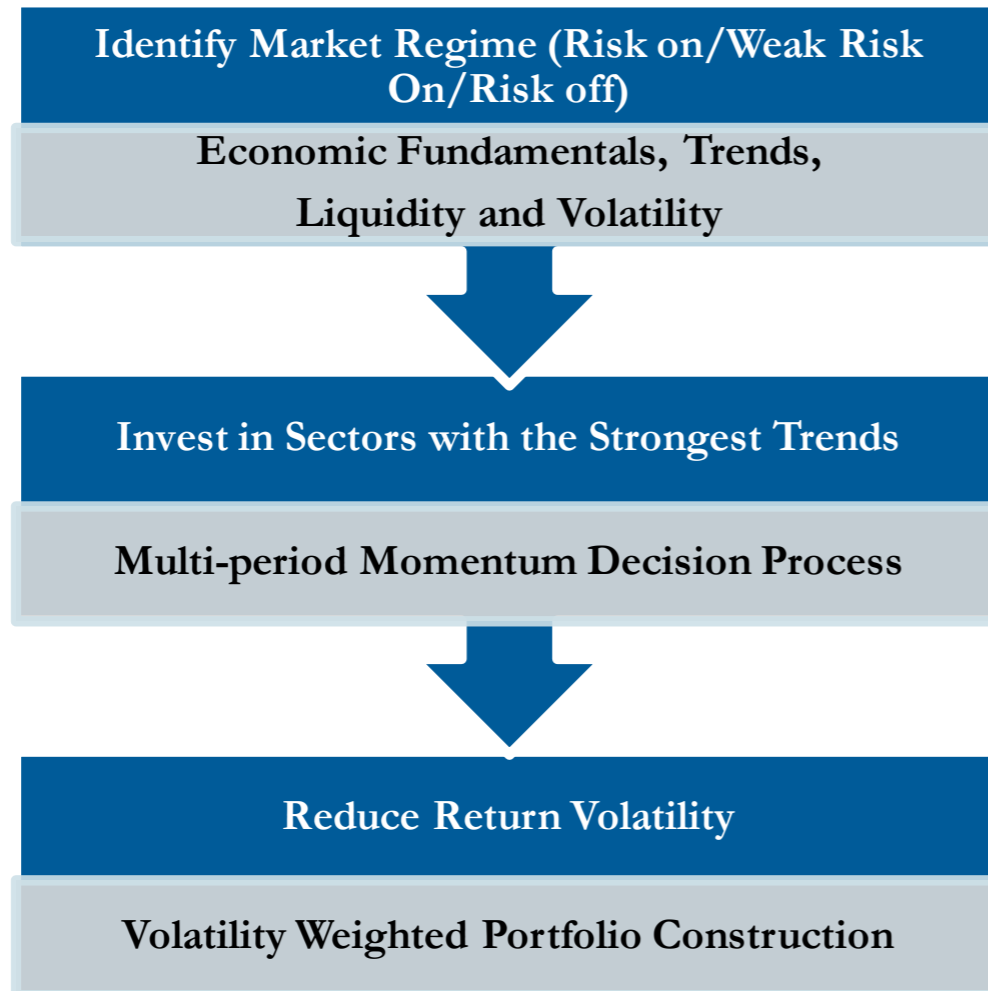 Identify Market Regime (Risk on/Weak Risk
On/Risk off)
Economic Fundamentals, Trends,
Liquidity and Volatility
Invest in Sectors with the Strongest Trends
Multi-period Momentum Decision Process
Reduce Return Volatility
Volatility Weighted Portfolio Construction